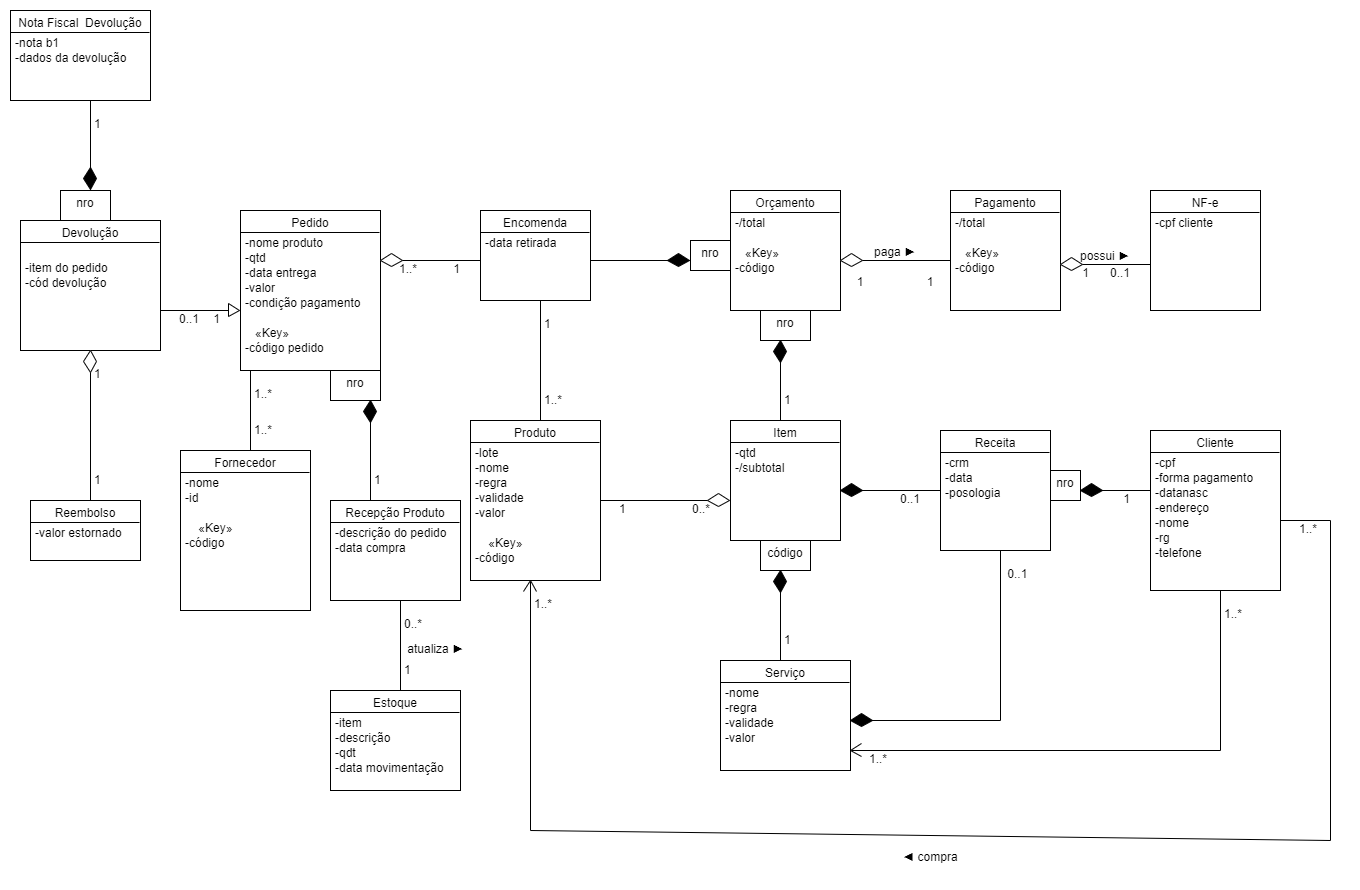 Nota Fiscal  Devolução
-nota b1
-dados da devolução
1
nro
Devolução
-item do pedido
-cód devolução
0..1
1
1
1
Reembolso
-valor estornado
Pedido
-nome produto
-qtd
-data entrega
-valor
-condição pagamento
«Key»
-código pedido
nro
1..*
1
1..*
1..*
Fornecedor
-nome
-id
«Key»
-código
1
Recepção Produto
-descrição do pedido
-data compra
0..*
atualiza ►
1
Estoque
-item
-descrição
-qdt
-data movimentação
Encomenda
-data retirada
1
1..*
nro
Produto
-lote
-nome
-regra
-validade
-valor
«Key»
-código
1
0..*
1..*
Orçamento
-/total
«Key»
-código
nro
paga ►
1
1
Pagamento
-/total
«Key»
-código
possui ►
1
0..1
NF-e
-cpf cliente
1
Item
-qtd
-/subtotal
código
0..1
1
Receita
-crm
-data
-posologia
nro
1
0..1
Cliente
-cpf
-forma pagamento
-datanasc
-endereço
-nome
-rg
-telefone
1..*
1..*
Serviço
-nome
-regra
-validade
-valor
1..*
◄ compra